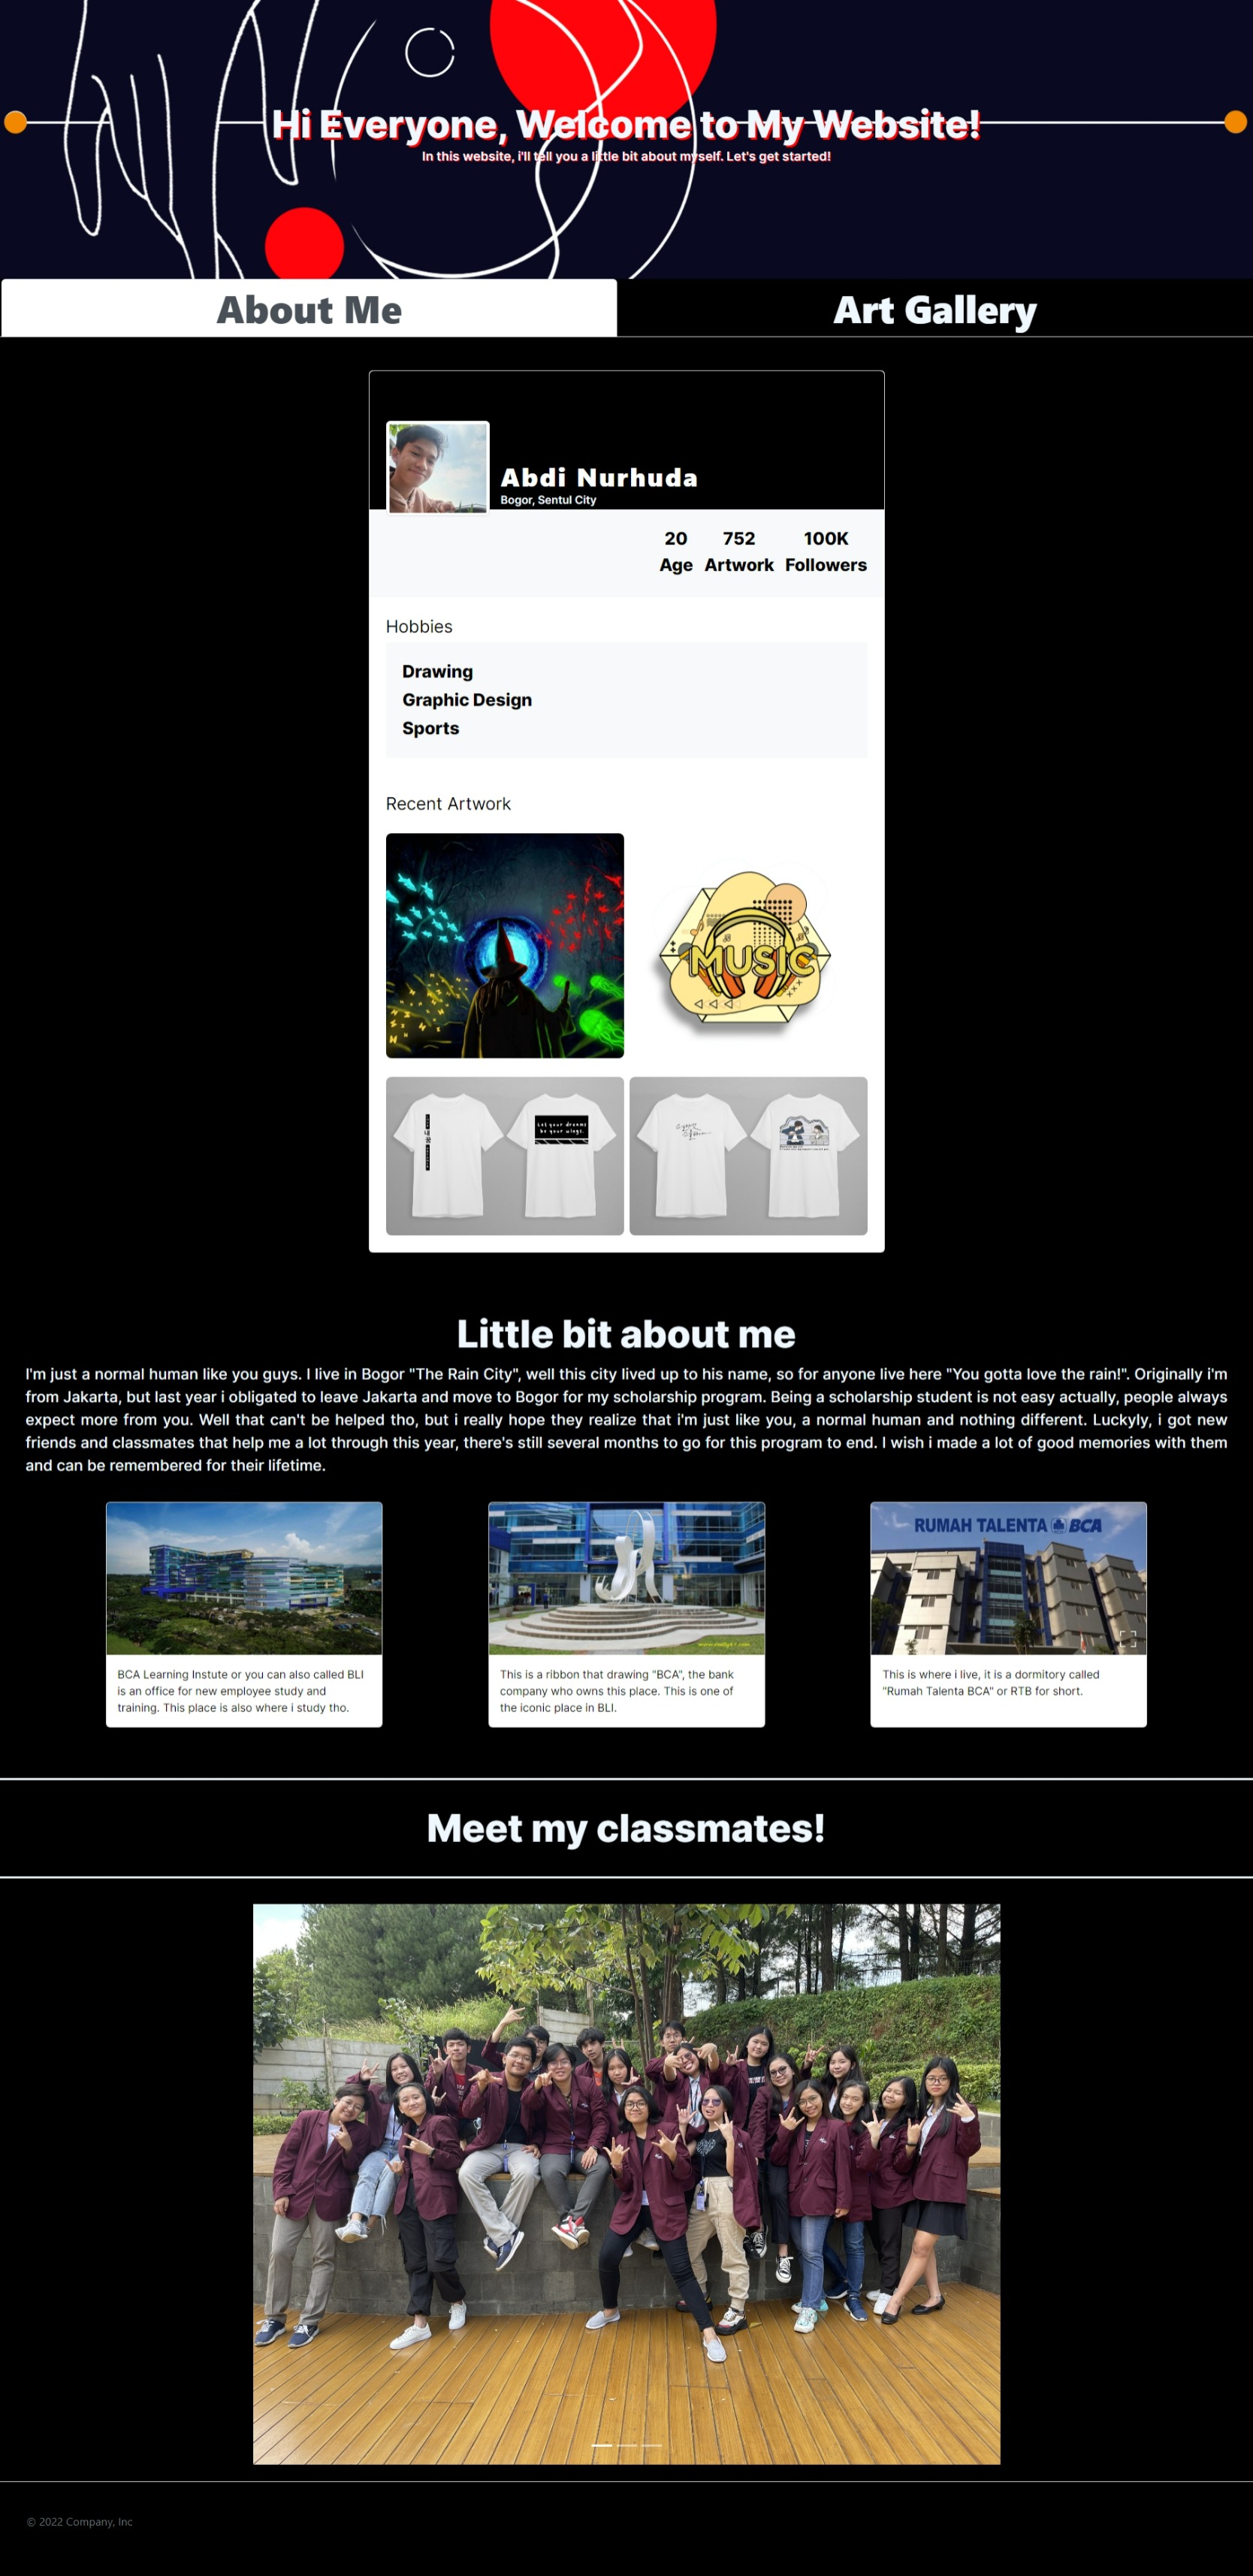 Hi Everyone, Welcome to My Website!
In this website, i'll tell you a little bit about myself. Let's get started!
About Me
Art Gallery
Abdi Nurhuda
Bogor, Sentul City
20 752 100K
Age Artwork Followers
Hobbies
Drawing
Graphic Design
Sports
Recent Artwork
MUSIC
Let your dreams
be your wings.
Little bit about me
I'm just a normal human like you guys. I live in Bogor "The Rain City", well this city lived up to his name, so for anyone live here "You gotta love the rain!". Originally i'm
from Jakarta, but last year i obligated to leave Jakarta and move to Bogor for my scholarship program. Being a scholarship student is not easy actually, people always
expect more from you. Well that can't be helped tho, but i really hope they realize that i'm just like you, a normal human and nothing different. Luckyly, i got new
friends and classmates that help me a lot through this year, there's still several months to go for this program to end. I wish i made a lot of good memories with them
and can be remembered for their lifetime.
BCA Learning Instute or you can also called BLI
is an office for new employee study and
training. This place is also where i study tho.
This is a ribbon that drawing "BCA", the bank
company who owns this place. This is one of
the iconic place in BLI.
RUMAH TALENTA BCA
This is where i live, it is a dormitory called
"Rumah Talenta BCA" or RTB for short.
Meet my classmates!
© 2022 Company, Inc